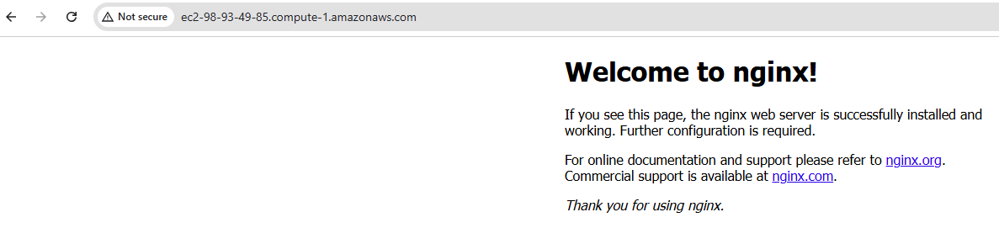 Not secure
ec2-98-93-49-85.compute-1.amazonaws.com
Welcome to nginx!
If you see this page, the nginx web server is successfully installed and
working. Further configuration is required.
For online documentation and support please refer to nginx.org.
Commercial support is available at nginx.com.
Thank you for using nginx.